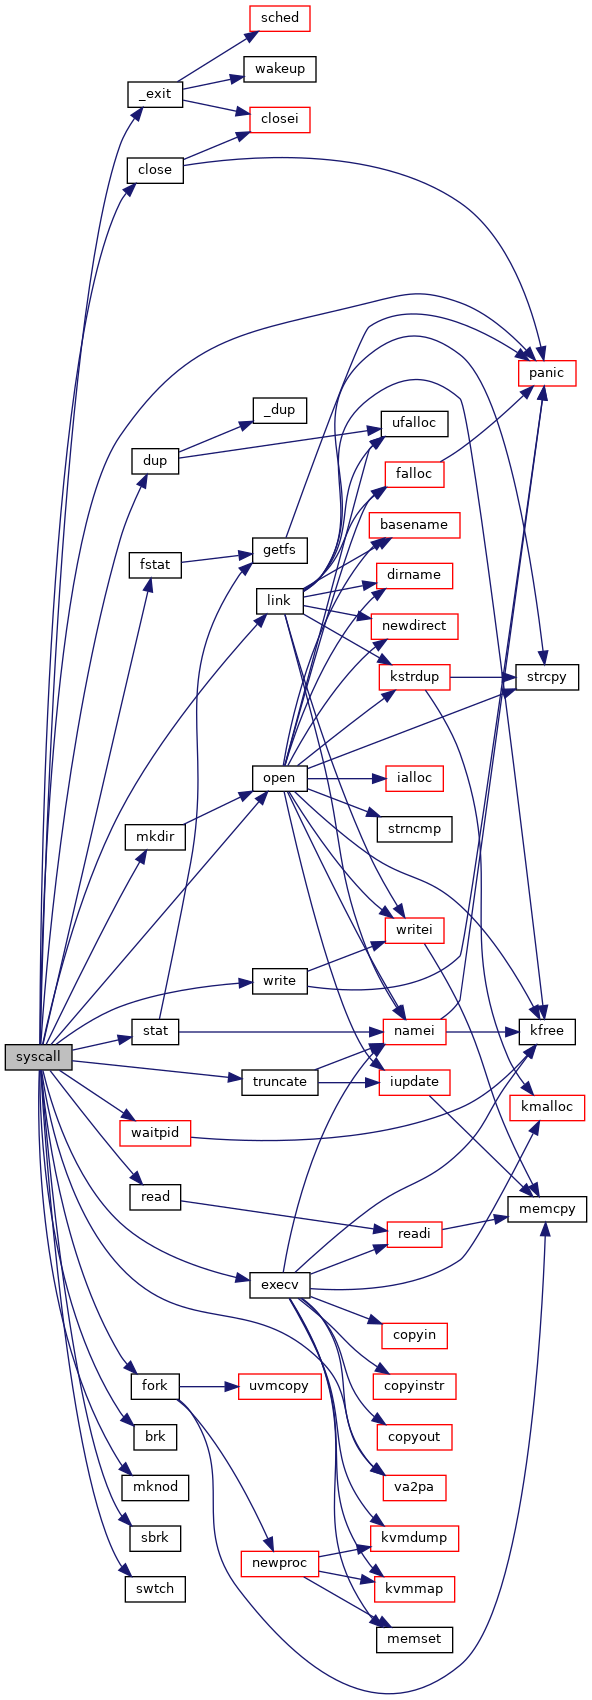 sched
wakeup
_exit
closei
close
panic
_dup
ufalloc
dup
falloc
basename
getfs
fstat
dirname
link
newdirect
kstrdup
strcpy
open
ialloc
strncmp
mkdir
writei
write
stat
namei
kfree
syscall
truncate
iupdate
kmalloc
waitpid
read
memcpy
readi
execv
copyin
fork
uvmcopy
copyinstr
brk
copyout
mknod
va2pa
sbrk
kvmdump
newproc
swtch
kvmmap
memset